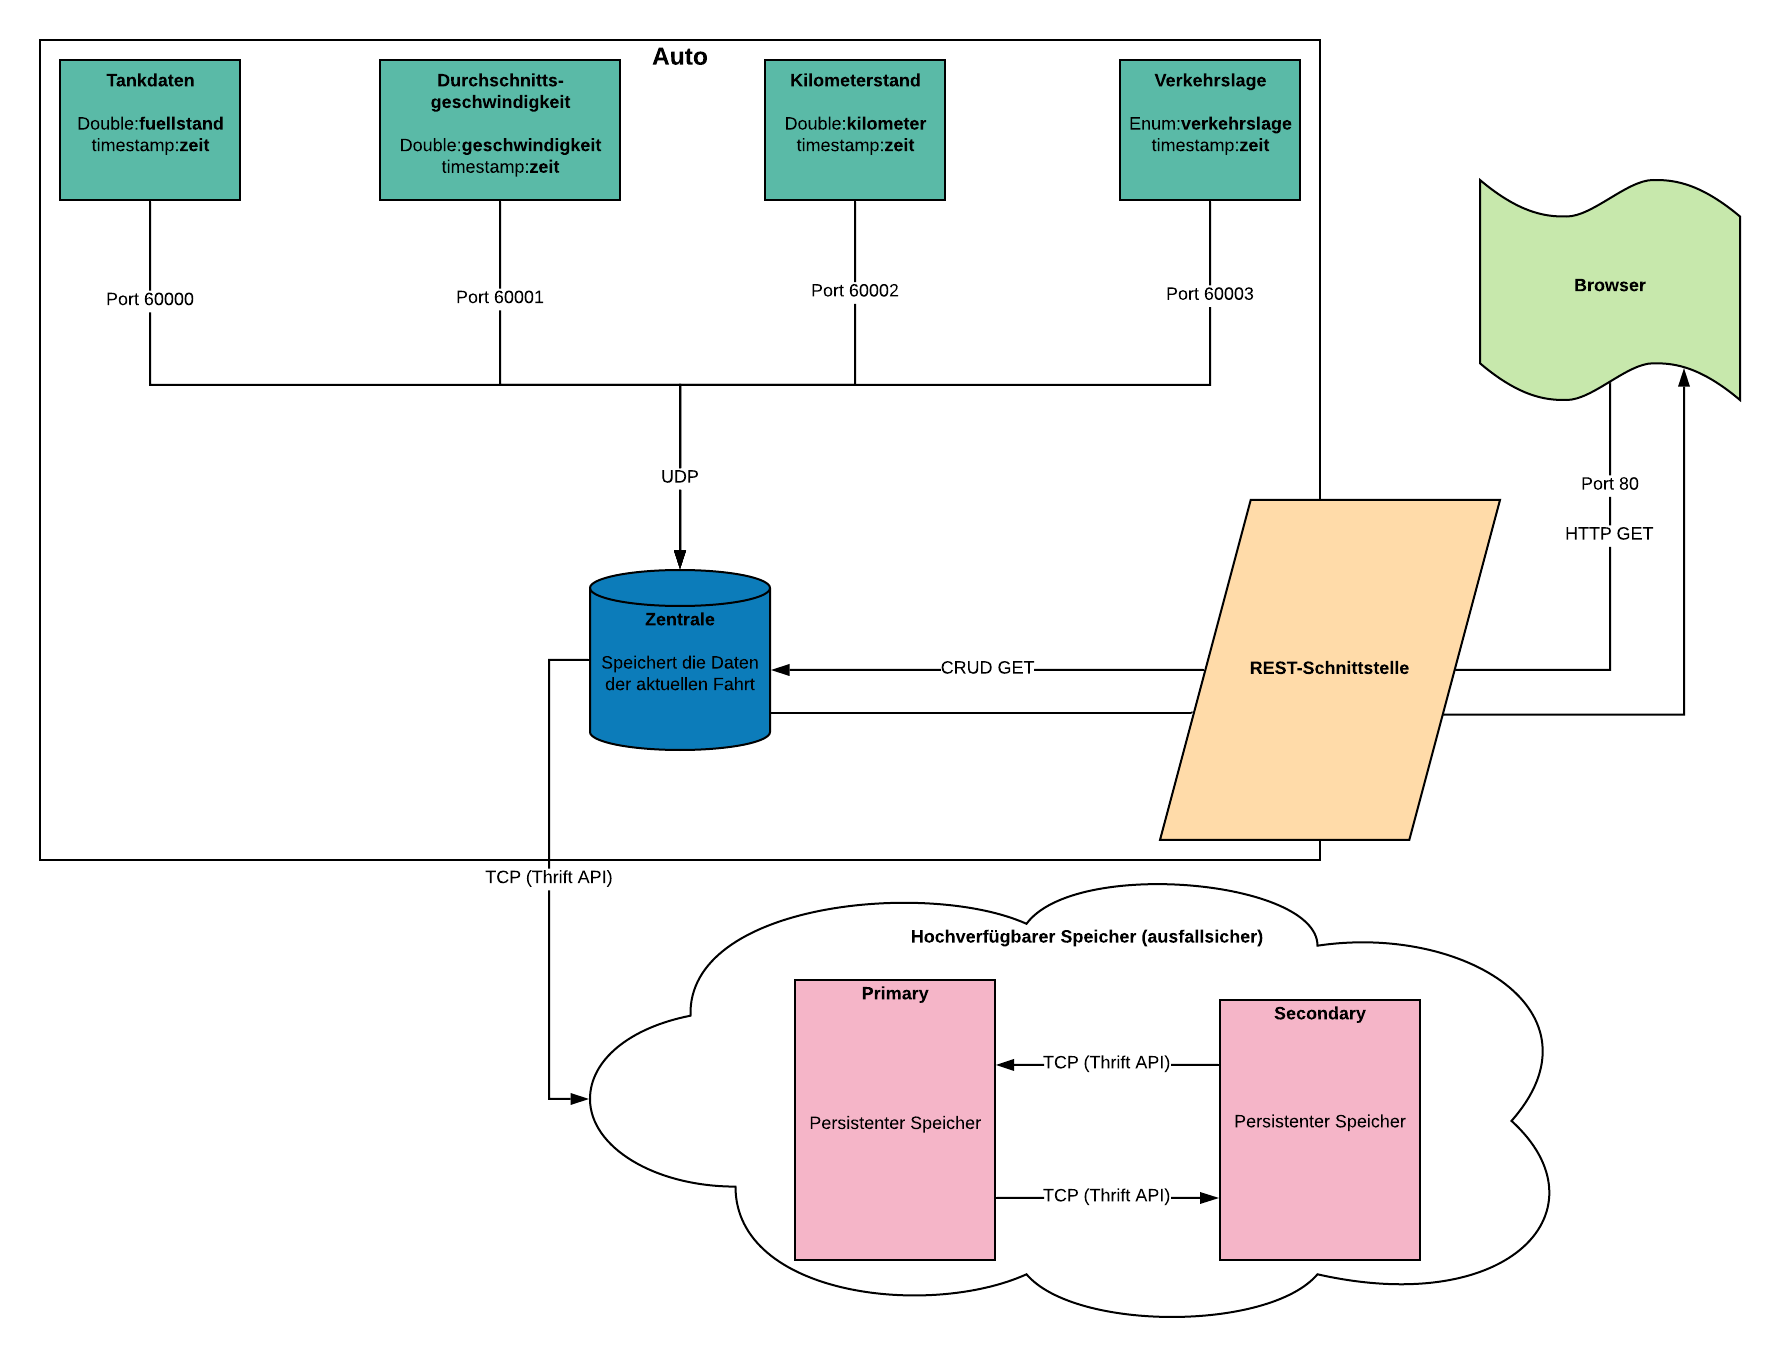 Auto
Tankdaten
Double:fuellstand
timestamp:zeit
Durchschnitts-
geschwindigkeit
Double:geschwindigkeit
timestamp:zeit
Kilometerstand
Double:kilometer
timestamp:zeit
Verkehrslage
Enum:verkehrslage
timestamp:zeit
Port 60000
Port 60001
Port 60002
Port 60003
Browser
UDP
Port 80
HTTP GET
Zentrale
Speichert die Daten
der aktuellen Fahrt
CRUD GET
REST-Schnittstelle
TCP (Thrift API)
Hochverfügbarer Speicher (ausfallsicher)
Primary
Persistenter Speicher
Secondary
Persistenter Speicher
TCP (Thrift API)
TCP (Thrift API)